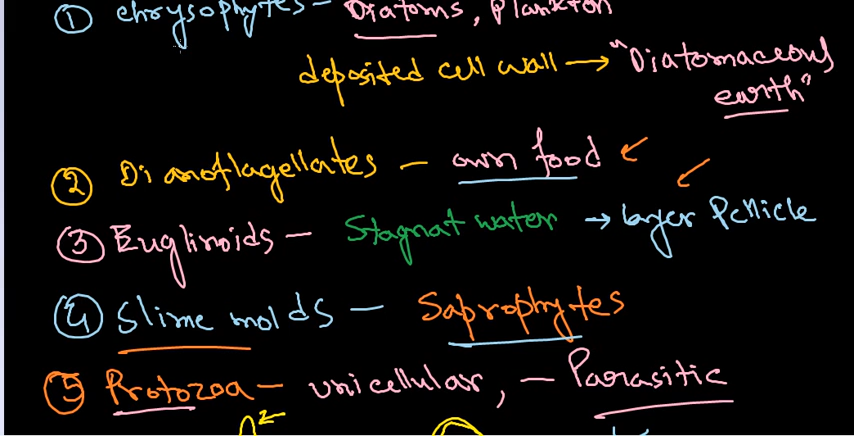 ① chrysophytes - Diatoms, Plankton
deposited cell wall → "Diatomaceous
earth"
② Dianoflagellates - own food
③ Euglinoids - Stagnat water → layer Pellicle
④ Slime molds - Saprophytes
⑤ Protozoa - unicellular, - Parasitic